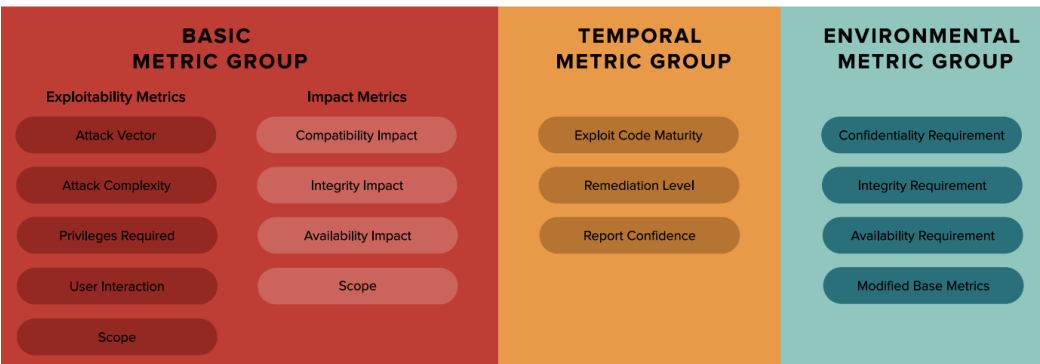 BASIC
METRIC GROUP
Exploitability Metrics
Attack Vector
Attack Complexity
Privileges Required
User Interaction
Scope
Impact Metrics
Compatibility Impact
Integrity Impact
Availability Impact
Scope
TEMPORAL
METRIC GROUP
Exploit Code Maturity
Remediation Level
Report Confidence
ENVIRONMENTAL
METRIC GROUP
Confidentiality Requirement
Integrity Requirement
Availability Requirement
Modified Base Metrics